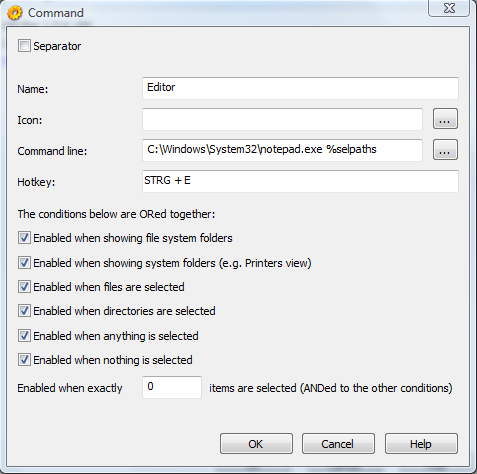 Command
Separator
Name: Editor
Icon: ...
Command line: C:\Windows\System32\notepad.exe %selpaths ...
Hotkey: STRG + E
The conditions below are ORed together:
Enabled when showing file system folders
Enabled when showing system folders (e.g. Printers view)
Enabled when files are selected
Enabled when directories are selected
Enabled when anything is selected
Enabled when nothing is selected
Enabled when exactly 0 items are selected (ANDed to the other conditions)
OK Cancel Help